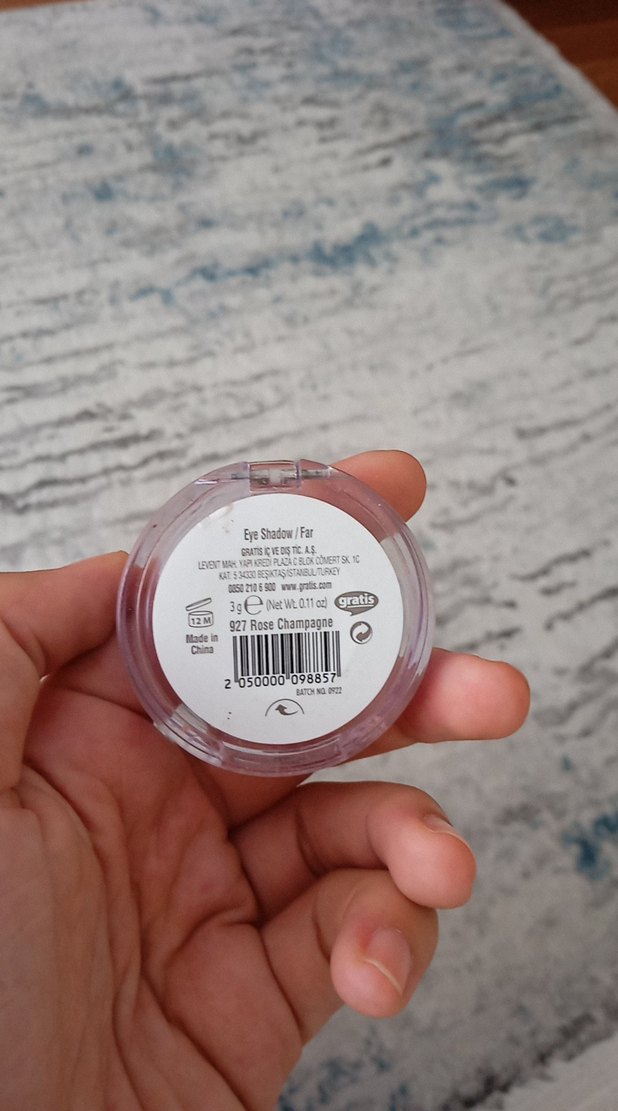 Eye Shadow / Far
GRATİS İÇ VE DIŞ TİC. A.Ş.
LEVENT MAH. YAPI KREDİ PLAZA C BLOK CÖMERT SK. 1C
KAT: 5 34330 BEŞİKTAŞ/İSTANBUL/TURKEY
0850 210 6 900 www.gratis.com
3 g e (Net Wt. 0.11 oz)
gratis
12 M
927 Rose Champagne
Made in
China
2 050000 098857
BATCH NO. 0922